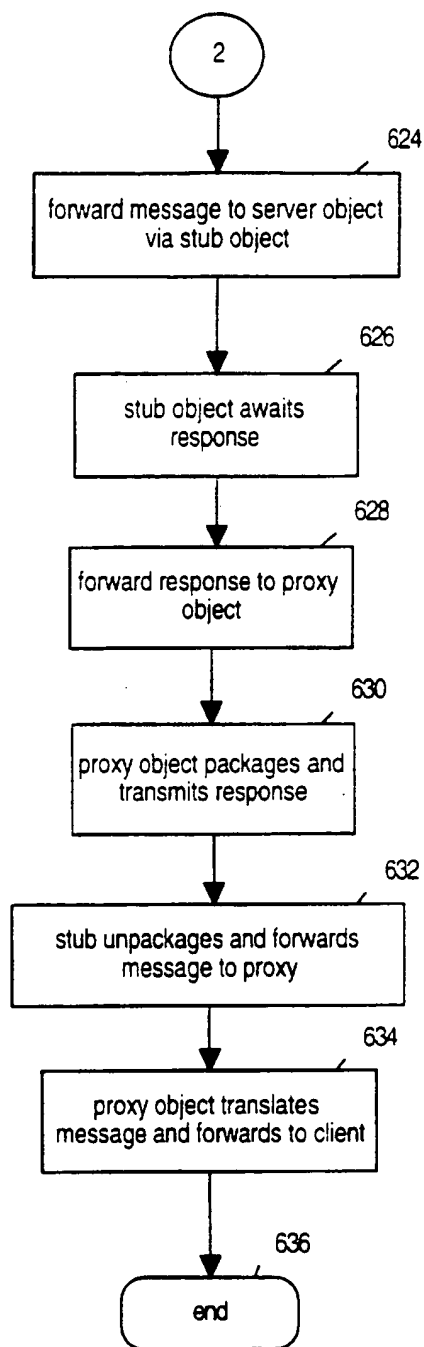 2
624
forward message to server object
via stub object
626
stub object awaits
response
628
forward response to proxy
object
630
proxy object packages and
transmits response
632
stub unpackages and forwards
message to proxy
634
proxy object translates
message and forwards to client
636
end